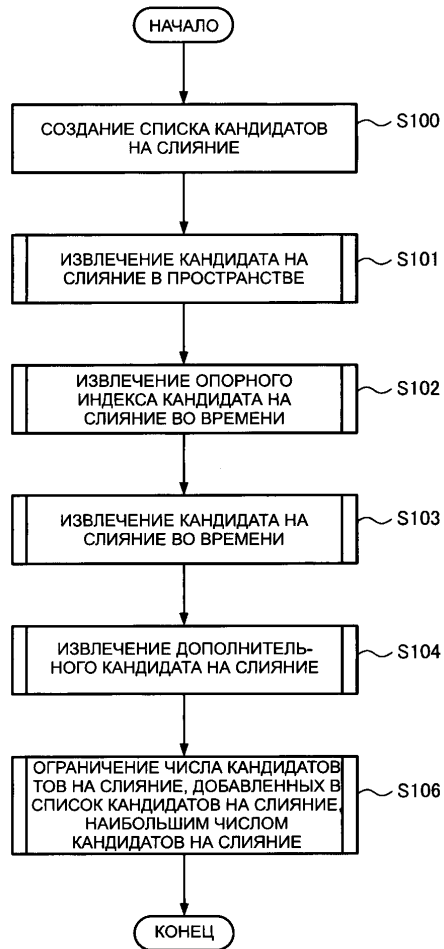 НАЧАЛО
СОЗДАНИЕ СПИСКА КАНДИДАТОВ
НА СЛИЯНИЕ
S100
ИЗВЛЕЧЕНИЕ КАНДИДАТА НА
СЛИЯНИЕ В ПРОСТРАНСТВЕ
S101
ИЗВЛЕЧЕНИЕ ОПОРНОГО
ИНДЕКСА КАНДИДАТА НА
СЛИЯНИЕ ВО ВРЕМЕНИ
S102
ИЗВЛЕЧЕНИЕ КАНДИДАТА НА
СЛИЯНИЕ ВО ВРЕМЕНИ
S103
ИЗВЛЕЧЕНИЕ ДОПОЛНИТЕЛЬ-
НОГО КАНДИДАТА НА СЛИЯНИЕ
S104
ОГРАНИЧЕНИЕ ЧИСЛА КАНДИДАТОВ
ТОВ НА СЛИЯНИЕ, ДОБАВЛЕННЫХ В
СПИСОК КАНДИДАТОВ НА СЛИЯНИЕ,
НАИБОЛЬШИМ ЧИСЛОМ
КАНДИДАТОВ НА СЛИЯНИЕ
S106
КОНЕЦ